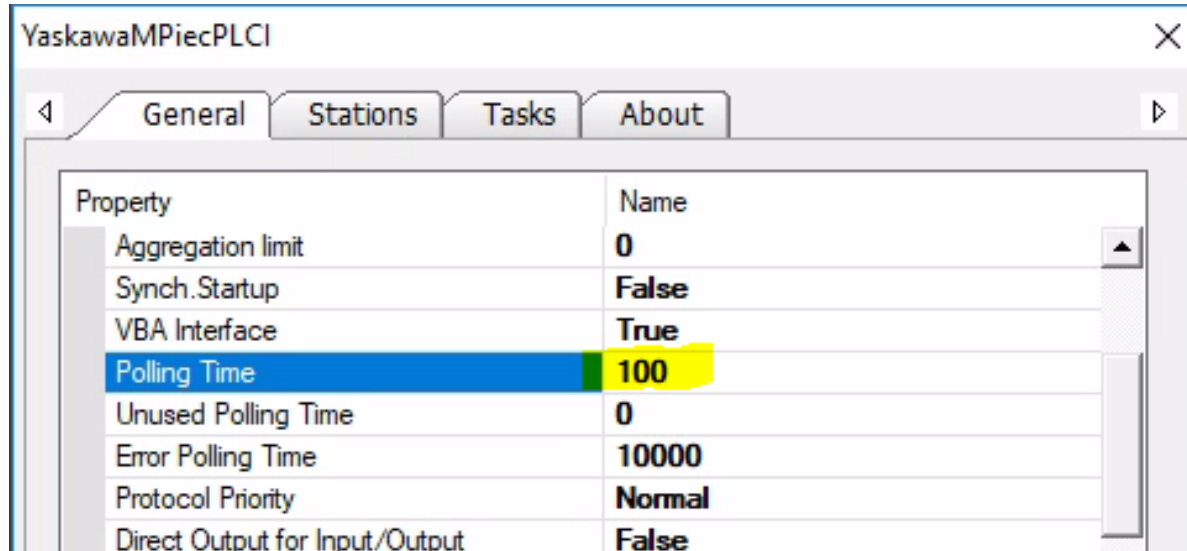 YaskawaMPiecPLCI
General Stations Tasks About
Property Name
Aggregation limit 0
Synch.Startup False
VBA Interface True
Polling Time 100
Unused Polling Time 0
Error Polling Time 10000
Protocol Priority Normal
Direct Output for Input/Output False